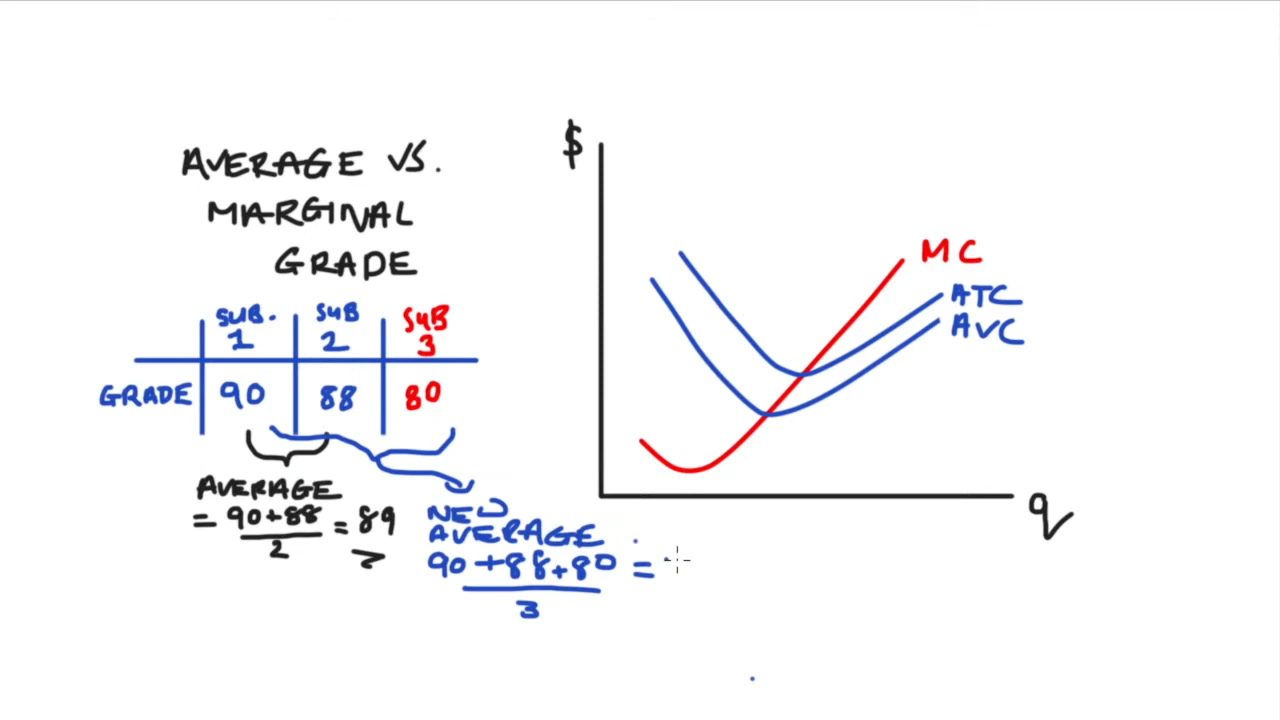 AVERAGE VS.
MARGINAL
GRADE
SUB. 1
SUB 2
SUB 3
GRADE
90
88
80
AVERAGE
= 90+88 = 89
2
NEW
AVERAGE
90 + 88 + 80 =
3
$
MC
ATC
AVC
q